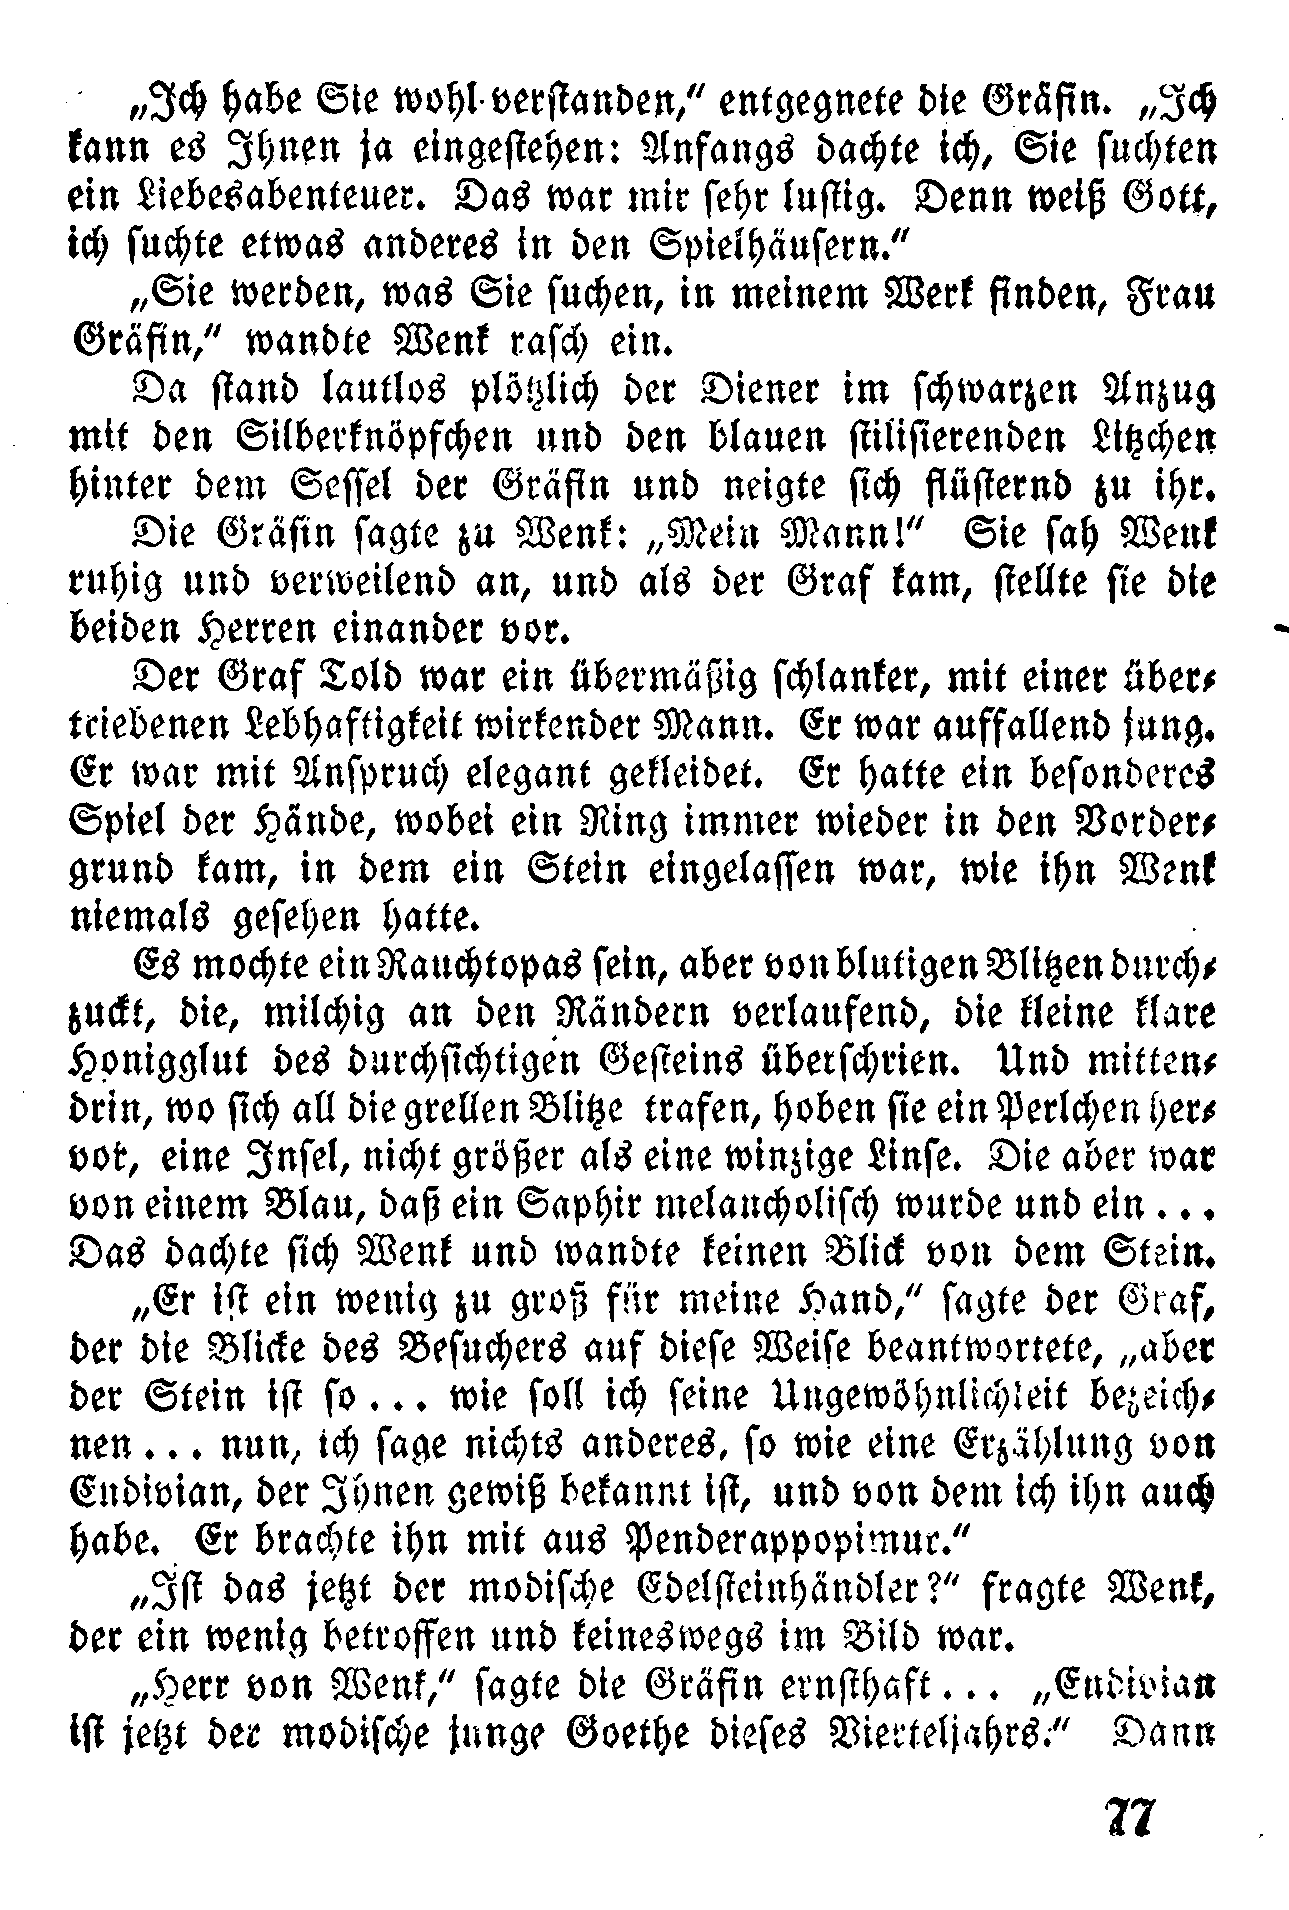 „Ich habe Sie wohl verstanden,“ entgegnete die Gräfin. „Ich
kann es Ihnen ja eingestehen: Anfangs dachte ich, Sie suchten
ein Liebesabenteuer. Das war mir sehr lustig. Denn weiß Gott,
ich suchte etwas anderes in den Spielhäusern.“
„Sie werden, was Sie suchen, in meinem Werk finden, Frau
Gräfin,“ wandte Wenk rasch ein.
Da stand lautlos plötzlich der Diener im schwarzen Anzug
mit den Silberknöpfchen und den blauen stilisierenden Litzchen
hinter dem Sessel der Gräfin und neigte sich flüsternd zu ihr.
Die Gräfin sagte zu Wenk: „Mein Mann!“ Sie sah Wenk
ruhig und verweilend an, und als der Graf kam, stellte sie die
beiden Herren einander vor.
Der Graf Told war ein übermäßig schlanker, mit einer über-
triebenen Lebhaftigkeit wirkender Mann. Er war auffallend jung.
Er war mit Anspruch elegant gekleidet. Er hatte ein besonderes
Spiel der Hände, wobei ein Ring immer wieder in den Vorder-
grund kam, in dem ein Stein eingelassen war, wie ihn Wenk
niemals gesehen hatte.
Es mochte ein Rauchtopas sein, aber von blutigen Blitzen durch-
zuckt, die, milchig an den Rändern verlaufend, die kleine klare
Honigglut des durchsichtigen Gesteins überschrien. Und mitten-
drin, wo sich all die grellen Blitze trafen, hoben sie ein Perlchen her-
vor, eine Insel, nicht größer als eine winzige Linse. Die aber war
von einem Blau, daß ein Saphir melancholisch wurde und ein ...
Das dachte sich Wenk und wandte keinen Blick von dem Stein.
„Er ist ein wenig zu groß für meine Hand,“ sagte der Graf,
der die Blicke des Besuchers auf diese Weise beantwortete, „aber
der Stein ist so ... wie soll ich seine Ungewöhnlichkeit bezeich-
nen ... nun, ich sage nichts anderes, so wie eine Erzählung von
Endivian, der Ihnen gewiß bekannt ist, und von dem ich ihn auch
habe. Er brachte ihn mit aus Penderappopimur.“
„Ist das jetzt der modische Edelsteinhändler?“ fragte Wenk,
der ein wenig betroffen und keineswegs im Bild war.
„Herr von Wenk,“ sagte die Gräfin ernsthaft ... „Endivian
ist jetzt der modische junge Goethe dieses Vierteljahrs.“ Dann
77